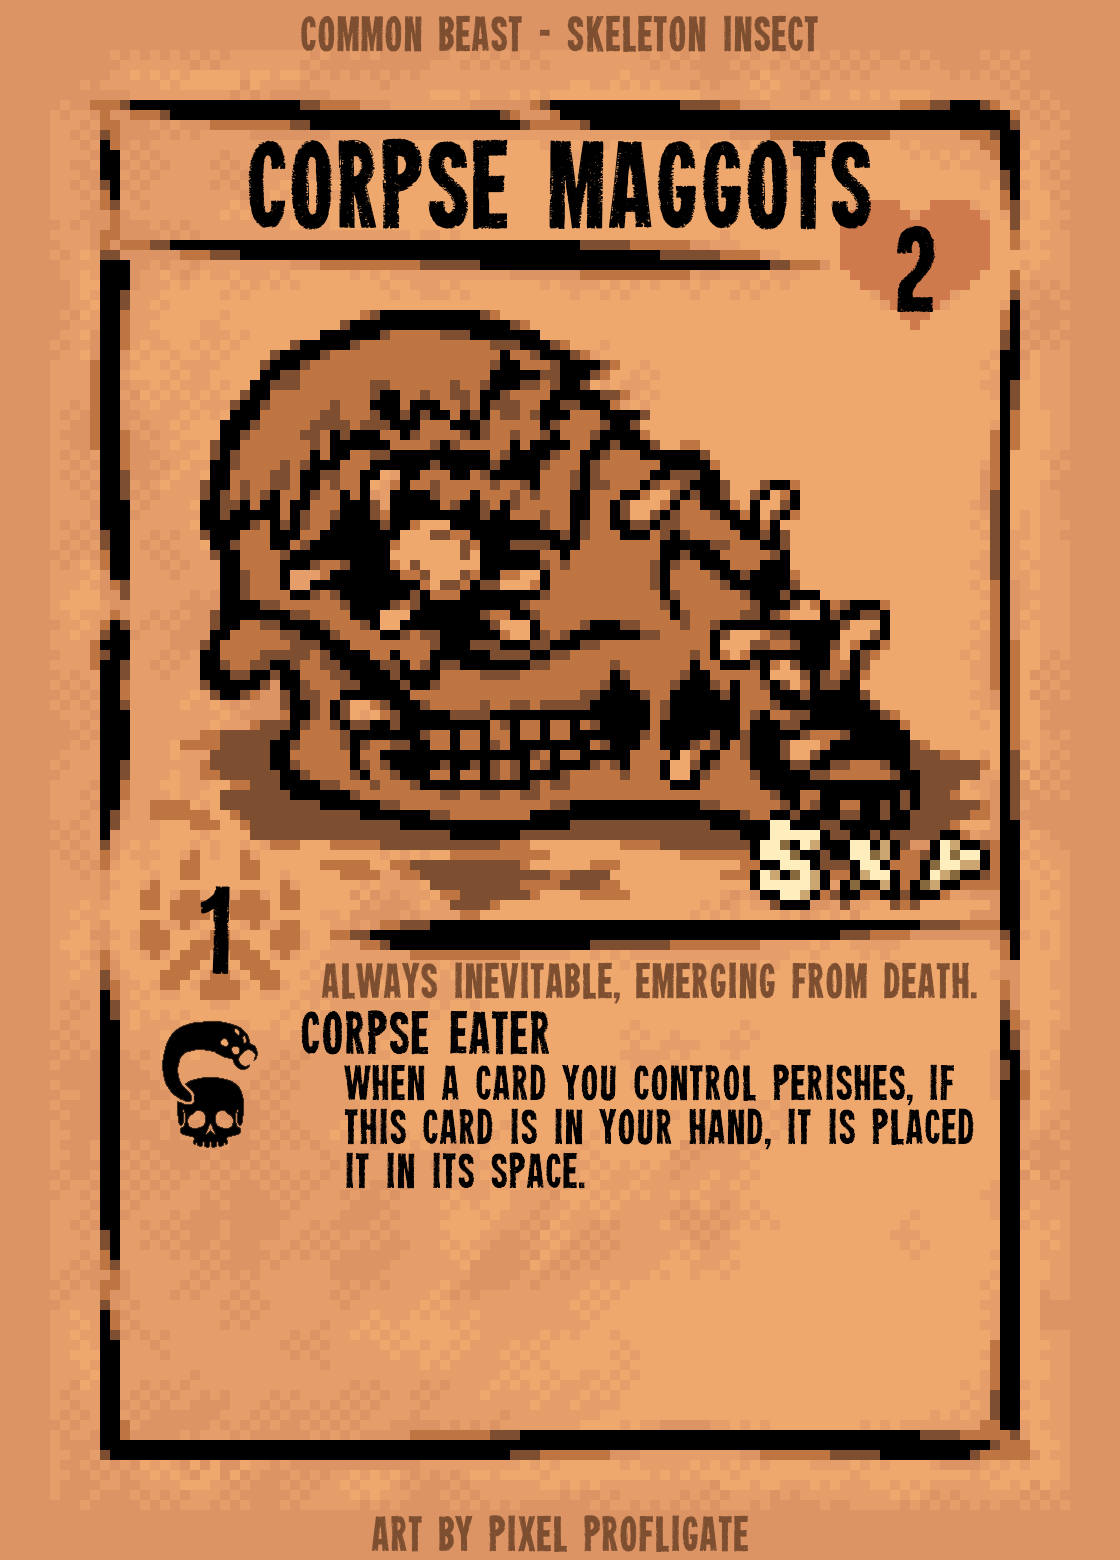 COMMON BEAST - SKELETON INSECT
CORPSE MAGGOTS
2
1
ALWAYS INEVITABLE, EMERGING FROM DEATH.
CORPSE EATER
WHEN A CARD YOU CONTROL PERISHES, IF
THIS CARD IS IN YOUR HAND, IT IS PLACED
IT IN ITS SPACE.
ART BY PIXEL PROFLIGATE